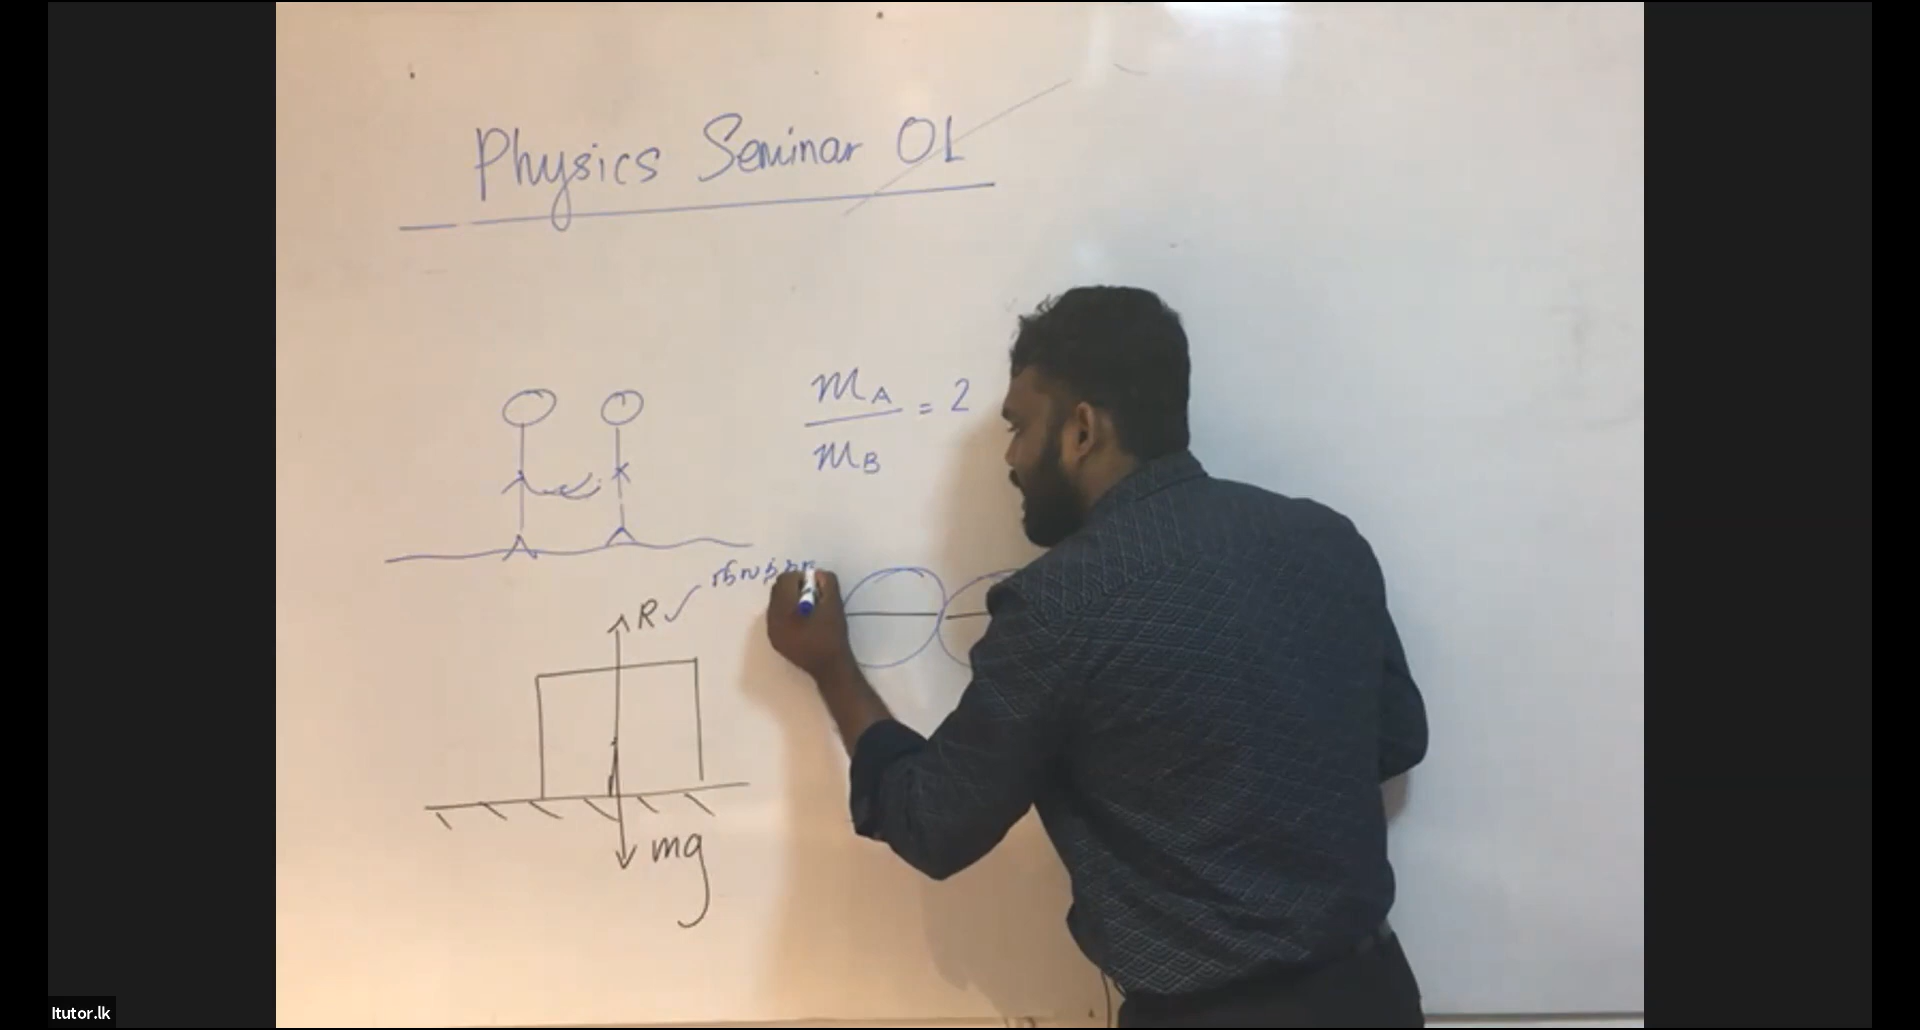 Physics Seminar OL
mA
= 2
mB
R
mg
Itutor.lk